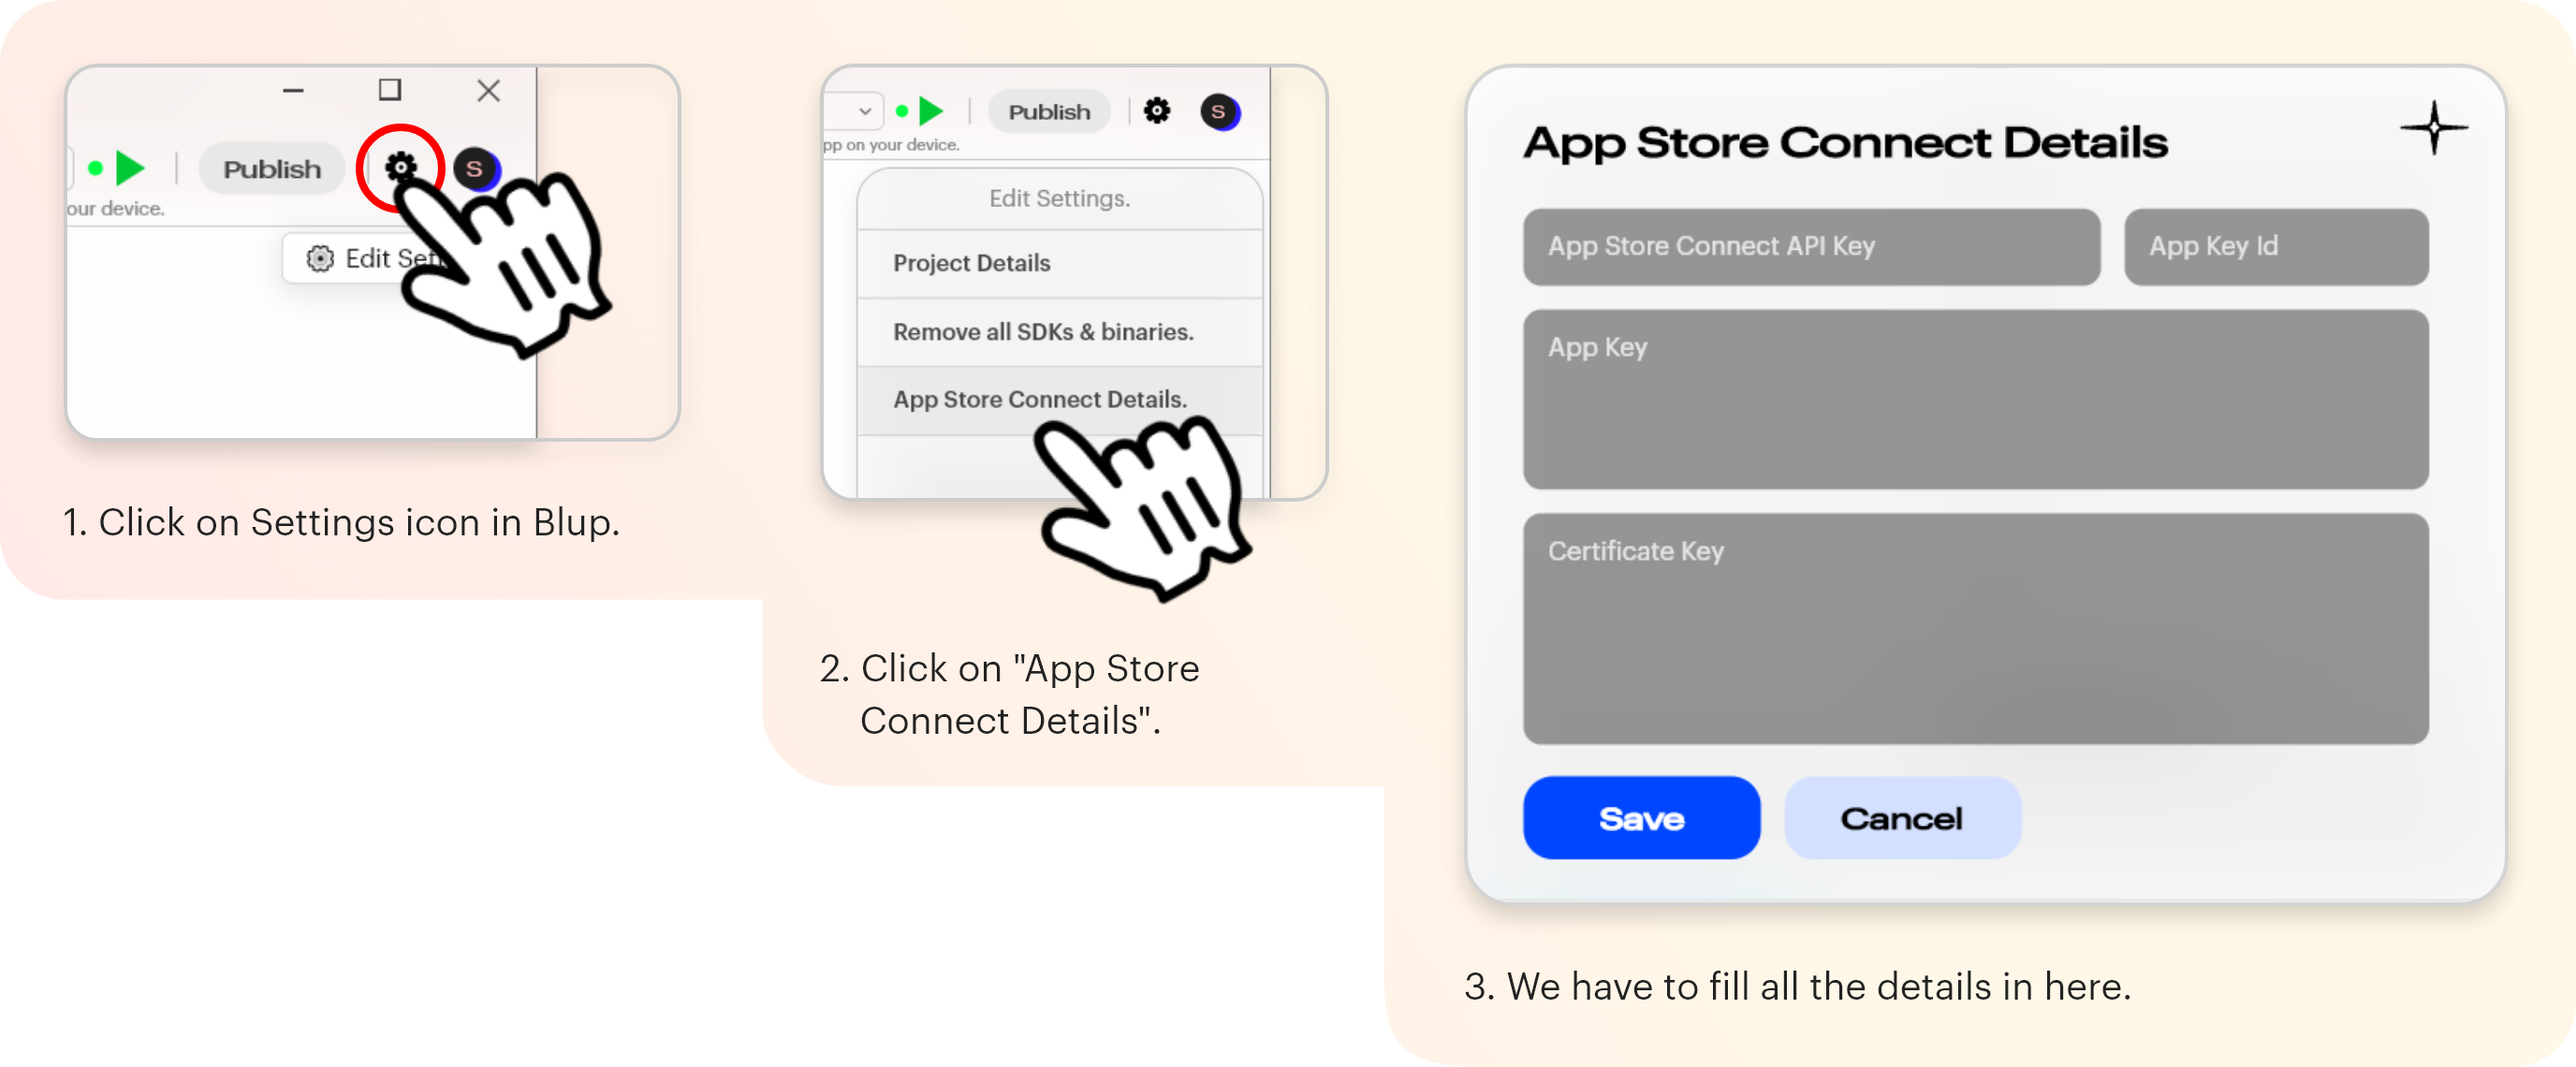 Publish
S
our device.
Edit
1. Click on Settings icon in Blup.
Publish
S
pp on your device.
Edit Settings.
Project Details
Remove all SDKs & binaries.
App Store Connect Details.
2. Click on "App Store
Connect Details".
App Store Connect Details
App Store Connect API Key
App Key Id
App Key
Certificate Key
Save
Cancel
3. We have to fill all the details in here.